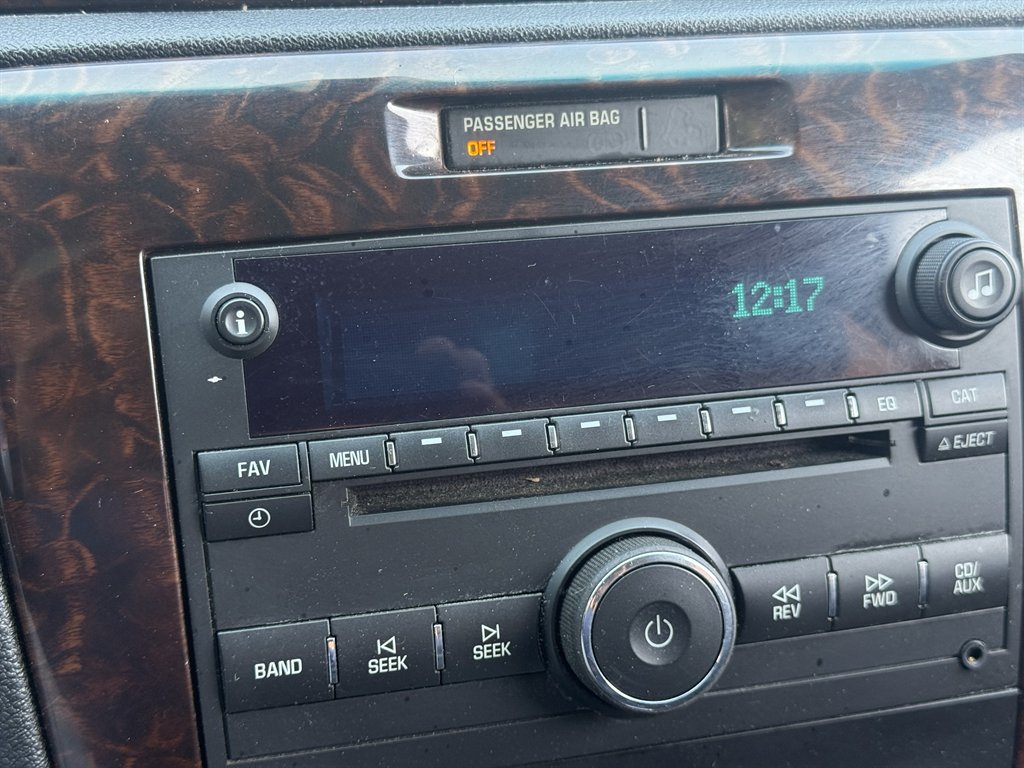 PASSENGER AIR BAG
OFF
12:17
i
FAV
MENU
EQ
CAT
EJECT
BAND
SEEK
SEEK
REV
FWD
CD/
AUX